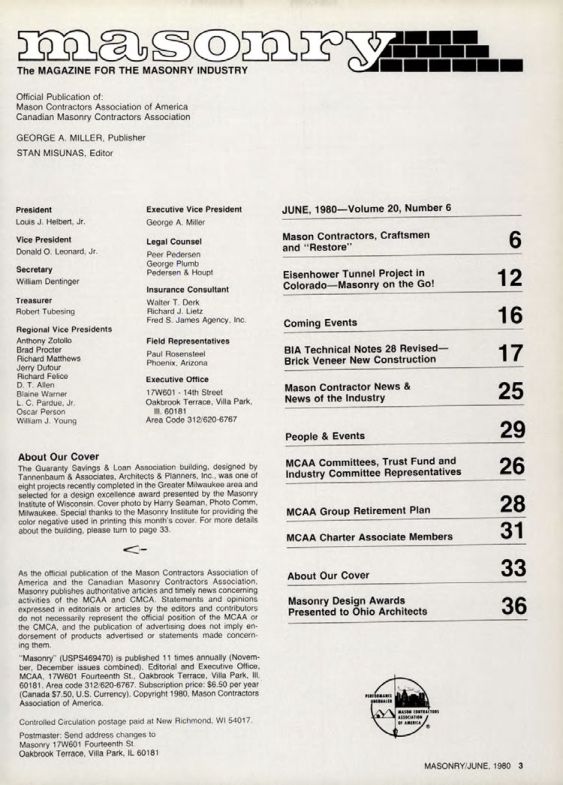 masonry
The MAGAZINE FOR THE MASONRY INDUSTRY
Official Publication of:
Mason Contractors Association of America
Canadian Masonry Contractors Association
GEORGE A. MILLER, Publisher
STAN MISUNAS, Editor
President
Louis J. Helbert, Jr.
Vice President
Donald O. Leonard, Jr.
Secretary
William Dentinger
Treasurer
Robert Tubesing
Regional Vice Presidents
Anthony Zotollo
Brad Procter
Richard Matthews
Jerry Dufour
Richard Felice
D. T. Allen
Blaine Warner
L. C. Pardue, Jr.
Oscar Person
William J. Young
Executive Vice President
George A. Miller
Legal Counsel
Peer Pedersen
George Plumb
Pedersen & Houpt
Insurance Consultant
Walter T. Derk
Richard J. Lietz
Fred S. James Agency, Inc.
Field Representatives
Paul Rosensteel
Phoenix, Arizona
Executive Office
17W601 - 14th Street
Oakbrook Terrace, Villa Park,
Ill. 60181
Area Code 312/620-6767
About Our Cover
The Guaranty Savings & Loan Association building, designed by
Tannenbaum & Associates, Architects & Planners, Inc., was one of
eight projects recently completed in the Greater Milwaukee area and
selected for a design excellence award presented by the Masonry
Institute of Wisconsin. Cover photo by Harry Seaman, Photo Comm,
Milwaukee. Special thanks to the Masonry Institute for providing the
color negative used in printing this month's cover. For more details
about the building, please turn to page 33.
As the official publication of the Mason Contractors Association of
America and the Canadian Masonry Contractors Association,
Masonry publishes authoritative articles and timely news concerning
activities of the MCAA and CMCA. Statements and opinions
expressed in editorials or articles by the editors and contributors
do not necessarily represent the official position of the MCAA or
the CMCA, and the publication of advertising does not imply en-
dorsement of products advertised or statements made concern-
ing them.
"Masonry" (USPS469470) is published 11 times annually (Novem-
ber, December issues combined). Editorial and Executive Office,
MCAA, 17W601 Fourteenth St., Oakbrook Terrace, Villa Park, Ill.
60181. Area code 312/620-6767. Subscription price: $6.50 per year
(Canada $7.50, U.S. Currency). Copyright 1980, Mason Contractors
Association of America.
Controlled Circulation postage paid at New Richmond, WI 54017.
Postmaster: Send address changes to
Masonry 17W601 Fourteenth St.
Oakbrook Terrace, Villa Park, IL 60181
JUNE, 1980—Volume 20, Number 6
Mason Contractors, Craftsmen
and "Restore" 6
Eisenhower Tunnel Project in
Colorado—Masonry on the Go! 12
Coming Events 16
BIA Technical Notes 28 Revised—
Brick Veneer New Construction 17
Mason Contractor News &
News of the Industry 25
People & Events 29
MCAA Committees, Trust Fund and
Industry Committee Representatives 26
MCAA Group Retirement Plan 28
MCAA Charter Associate Members 31
About Our Cover 33
Masonry Design Awards
Presented to Ohio Architects 36
MASON CONTRACTORS
ASSOCIATION
OF AMERICA
MASONRY/JUNE, 1980 3